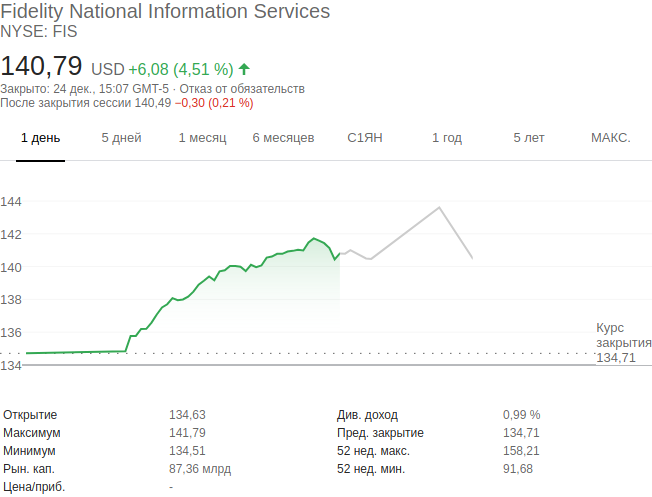 Fidelity National Information Services
NYSE: FIS
140,79 USD +6,08 (4,51 %)
Закрыто: 24 дек., 15:07 GMT-5 · Отказ от обязательств
После закрытия сессии 140,49 −0,30 (0,21 %)
1 день 5 дней 1 месяц 6 месяцев С1ЯН 1 год 5 лет МАКС.
144
142
140
138
136
134
Курс
закрытия
134,71
Открытие 134,63 Див. доход 0,99 %
Максимум 141,79 Пред. закрытие 134,71
Минимум 134,51 52 нед. макс. 158,21
Рын. кап. 87,36 млрд 52 нед. мин. 91,68
Цена/приб. -